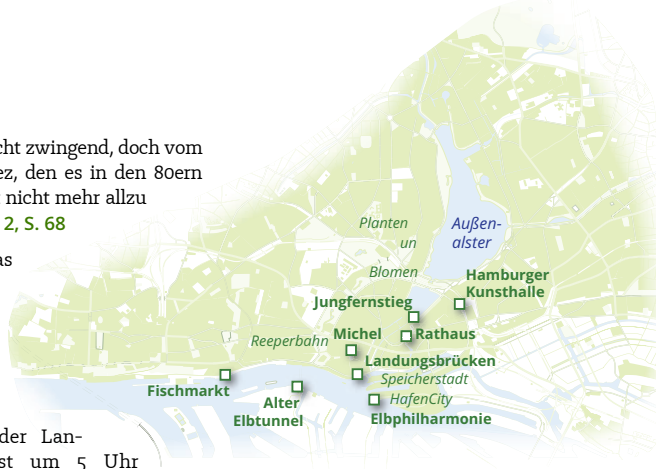 cht zwingend, doch vom
ez, den es in den 80ern
nicht mehr allzu
2, S. 68
as
der Lan-
st um 5 Uhr
Planten
un
Blomen
Außen-
alster
Hamburger
Kunsthalle
Jungfernstieg
Reeperbahn
Michel
Rathaus
Landungsbrücken
Speicherstadt
HafenCity
Fischmarkt
Alter
Elbtunnel
Elbphilharmonie